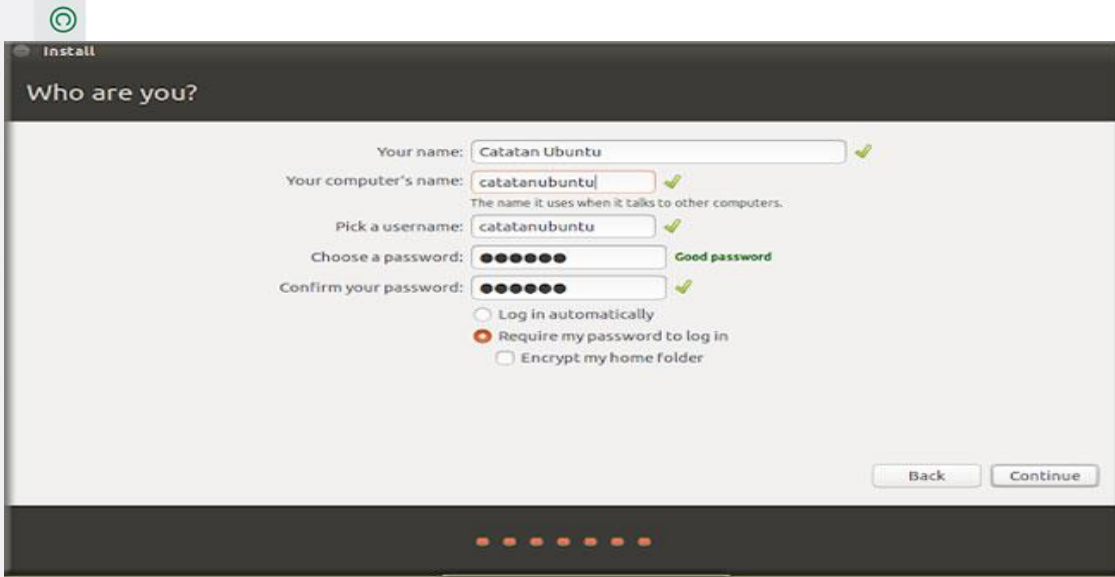 Install
Who are you?
Your name: Catatan Ubuntu
Your computer's name: catatanubuntu
The name it uses when it talks to other computers.
Pick a username: catatanubuntu
Choose a password: ●●●●●● Good password
Confirm your password: ●●●●●●
Log in automatically
Require my password to log in
Encrypt my home folder
Back Continue